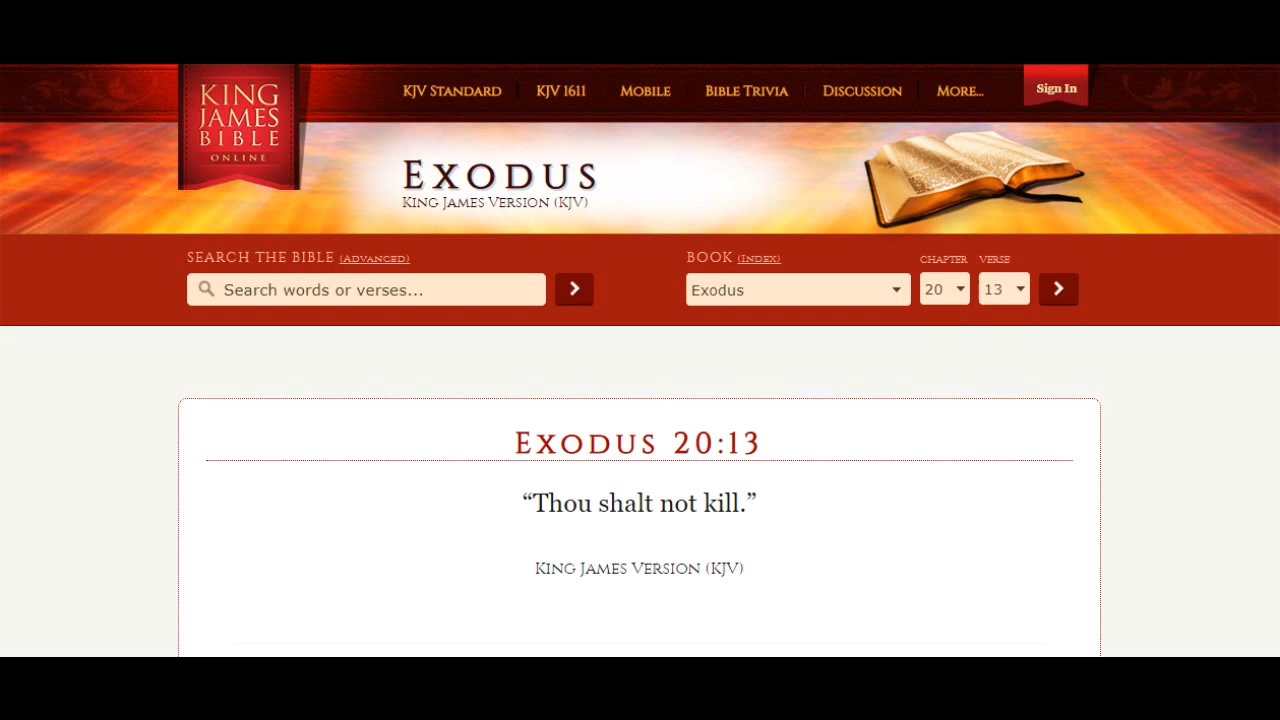 KING
JAMES
BIBLE
ONLINE
KJV Standard
KJV 1611
Mobile
Bible Trivia
Discussion
More...
Sign In
Exodus
King James Version (KJV)
SEARCH THE BIBLE (Advanced)
Search words or verses...
BOOK (Index)
Exodus
CHAPTER
20
VERSE
13
Exodus 20:13
“Thou shalt not kill.”
King James Version (KJV)